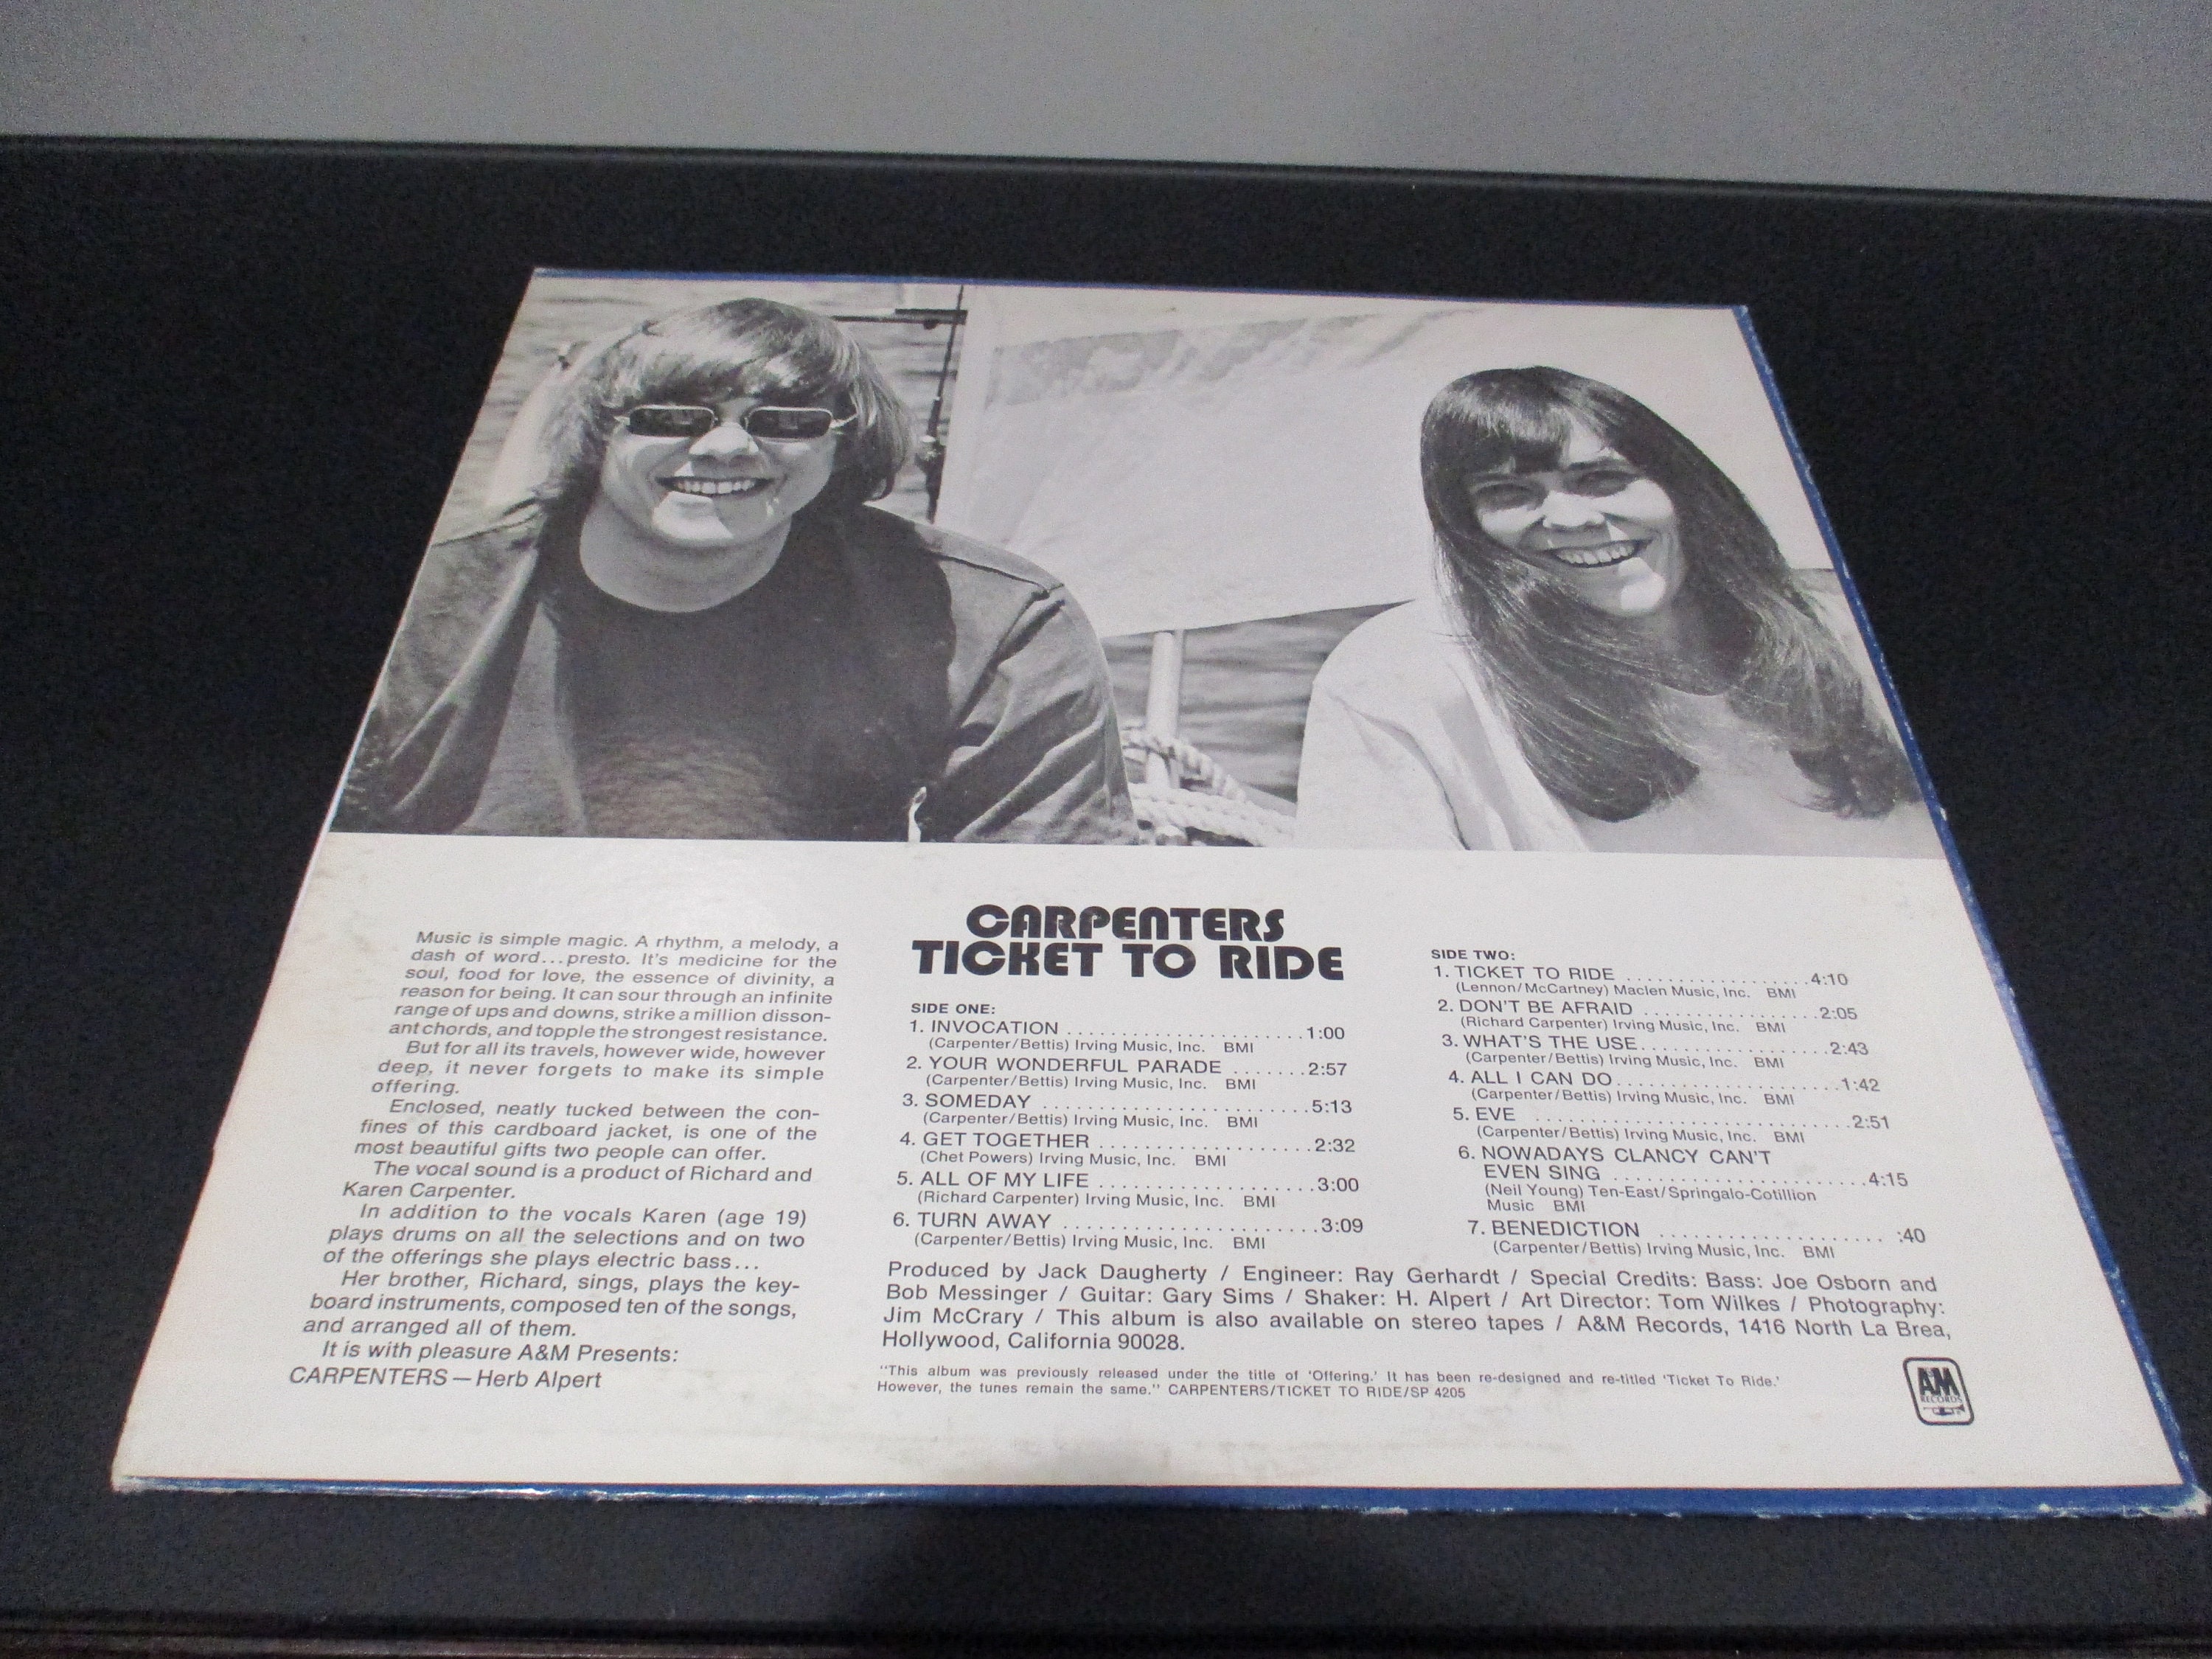 Music is simple magic. A rhythm, a melody, a
dash of word...presto. It's medicine for the
soul, food for love, the essence of divinity, a
reason for being. It can sour through an infinite
range of ups and downs, strike a million disson-
ant chords, and topple the strongest resistance.
But for all its travels, however wide, however
deep, it never forgets to make its simple
offering.
Enclosed, neatly tucked between the con-
fines of this cardboard jacket, is one of the
most beautiful gifts two people can offer.
The vocal sound is a product of Richard and
Karen Carpenter.
In addition to the vocals Karen (age 19)
plays drums on all the selections and on two
of the offerings she plays electric bass...
Her brother, Richard, sings, plays the key-
board instruments, composed ten of the songs,
and arranged all of them.
It is with pleasure A&M Presents:
CARPENTERS — Herb Alpert
CARPENTERS
TICKET TO RIDE
SIDE ONE:
1. INVOCATION ........................1:00
(Carpenter/Bettis) Irving Music, Inc. BMI
2. YOUR WONDERFUL PARADE .......2:57
(Carpenter/Bettis) Irving Music, Inc. BMI
3. SOMEDAY ...........................5:13
(Carpenter/Bettis) Irving Music, Inc. BMI
4. GET TOGETHER .....................2:32
(Chet Powers) Irving Music, Inc. BMI
5. ALL OF MY LIFE .....................3:00
(Richard Carpenter) Irving Music, Inc. BMI
6. TURN AWAY .........................3:09
(Carpenter/Bettis) Irving Music, Inc. BMI
SIDE TWO:
1. TICKET TO RIDE ..................4:10
(Lennon/McCartney) Maclen Music, Inc. BMI
2. DON'T BE AFRAID .................2:05
(Richard Carpenter) Irving Music, Inc. BMI
3. WHAT'S THE USE..................2:43
(Carpenter/Bettis) Irving Music, Inc. BMI
4. ALL I CAN DO......................1:42
(Carpenter/Bettis) Irving Music, Inc. BMI
5. EVE ...............................2:51
(Carpenter/Bettis) Irving Music, Inc. BMI
6. NOWADAYS CLANCY CAN'T
EVEN SING ........................4:15
(Neil Young) Ten-East/Springalo-Cotillion
Music BMI
7. BENEDICTION ..................... :40
(Carpenter/Bettis) Irving Music, Inc. BMI
Produced by Jack Daugherty / Engineer: Ray Gerhardt / Special Credits: Bass: Joe Osborn and
Bob Messinger / Guitar: Gary Sims / Shaker: H. Alpert / Art Director: Tom Wilkes / Photography:
Jim McCrary / This album is also available on stereo tapes / A&M Records, 1416 North La Brea,
Hollywood, California 90028.
"This album was previously released under the title of 'Offering.' It has been re-designed and re-titled 'Ticket To Ride.'
However, the tunes remain the same." CARPENTERS/TICKET TO RIDE/SP 4205
A&M
RECORDS